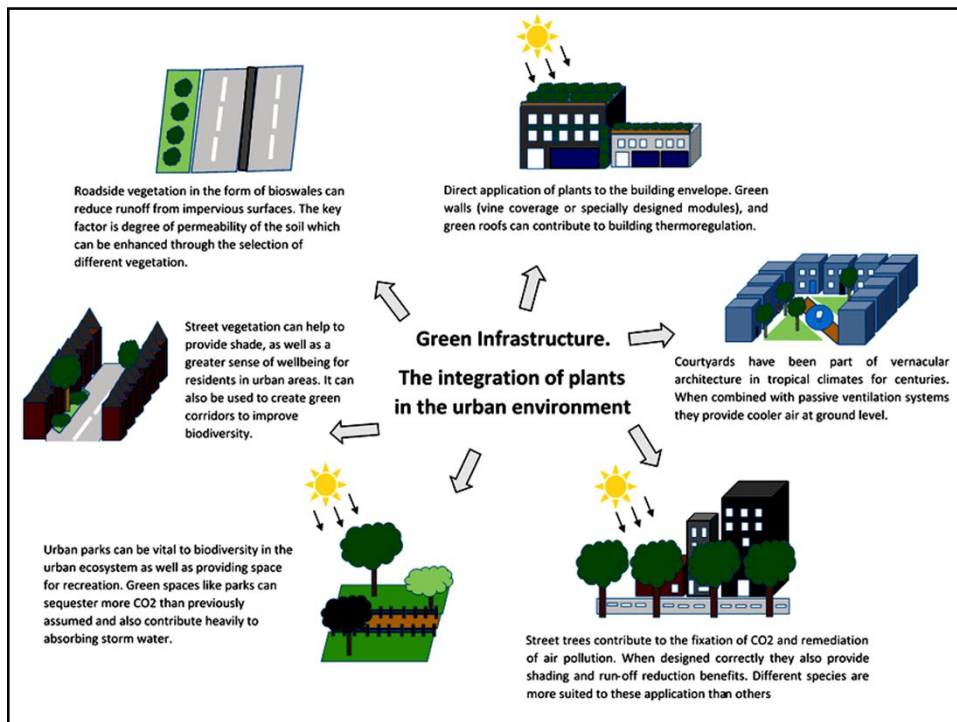 Roadside vegetation in the form of bioswales can
reduce runoff from impervious surfaces. The key
factor is degree of permeability of the soil which
can be enhanced through the selection of
different vegetation.
Direct application of plants to the building envelope. Green
walls (vine coverage or specially designed modules), and
green roofs can contribute to building thermoregulation.
Street vegetation can help to
provide shade, as well as a
greater sense of wellbeing for
residents in urban areas. It can
also be used to create green
corridors to improve
biodiversity.
Green Infrastructure.
The integration of plants
in the urban environment
Courtyards have been part of vernacular
architecture in tropical climates for centuries.
When combined with passive ventilation systems
they provide cooler air at ground level.
Urban parks can be vital to biodiversity in the
urban ecosystem as well as providing space
for recreation. Green spaces like parks can
sequester more CO2 than previously
assumed and also contribute heavily to
absorbing storm water.
Street trees contribute to the fixation of CO2 and remediation
of air pollution. When designed correctly they also provide
shading and run-off reduction benefits. Different species are
more suited to these application than others